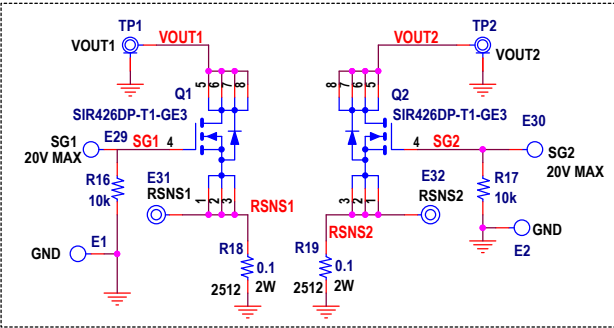 TP1
VOUT1
VOUT1
5
6
7
8
Q1
SIR426DP-T1-GE3
SG1
20V MAX
E29
SG1
4
R16
10k
E31
1
2
3
RSNS1
GND
E1
R18
0.1
2512
2W
TP2
VOUT2
VOUT2
8
7
6
5
Q2
SIR426DP-T1-GE3
E30
4
SG2
SG2
20V MAX
E32
RSNS2
R17
10k
3
2
1
RSNS2
GND
E2
R19
0.1
2512
2W